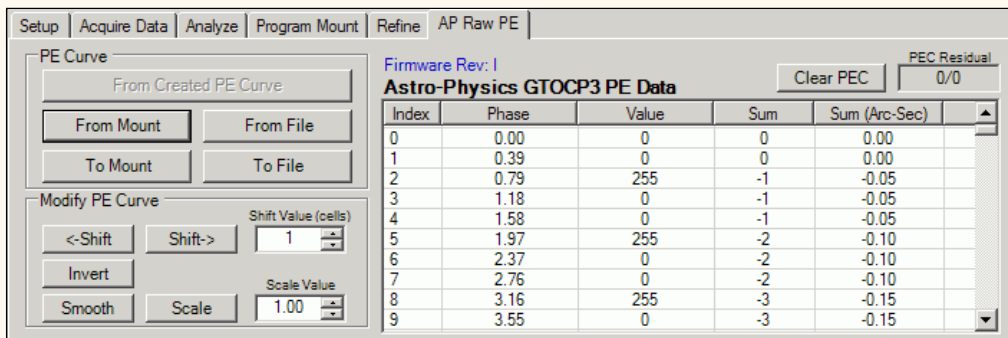 Setup Acquire Data Analyze Program Mount Refine AP Raw PE
PE Curve
From Created PE Curve
From Mount From File
To Mount To File
Modify PE Curve
Shift Value (cells)
<-Shift Shift-> 1
Invert
Scale Value
Smooth Scale 1.00
Firmware Rev: I
Astro-Physics GTOCP3 PE Data
Clear PEC
PEC Residual
0/0
Index Phase Value Sum Sum (Arc-Sec)
0 0.00 0 0 0.00
1 0.39 0 0 0.00
2 0.79 255 -1 -0.05
3 1.18 0 -1 -0.05
4 1.58 0 -1 -0.05
5 1.97 255 -2 -0.10
6 2.37 0 -2 -0.10
7 2.76 0 -2 -0.10
8 3.16 255 -3 -0.15
9 3.55 0 -3 -0.15